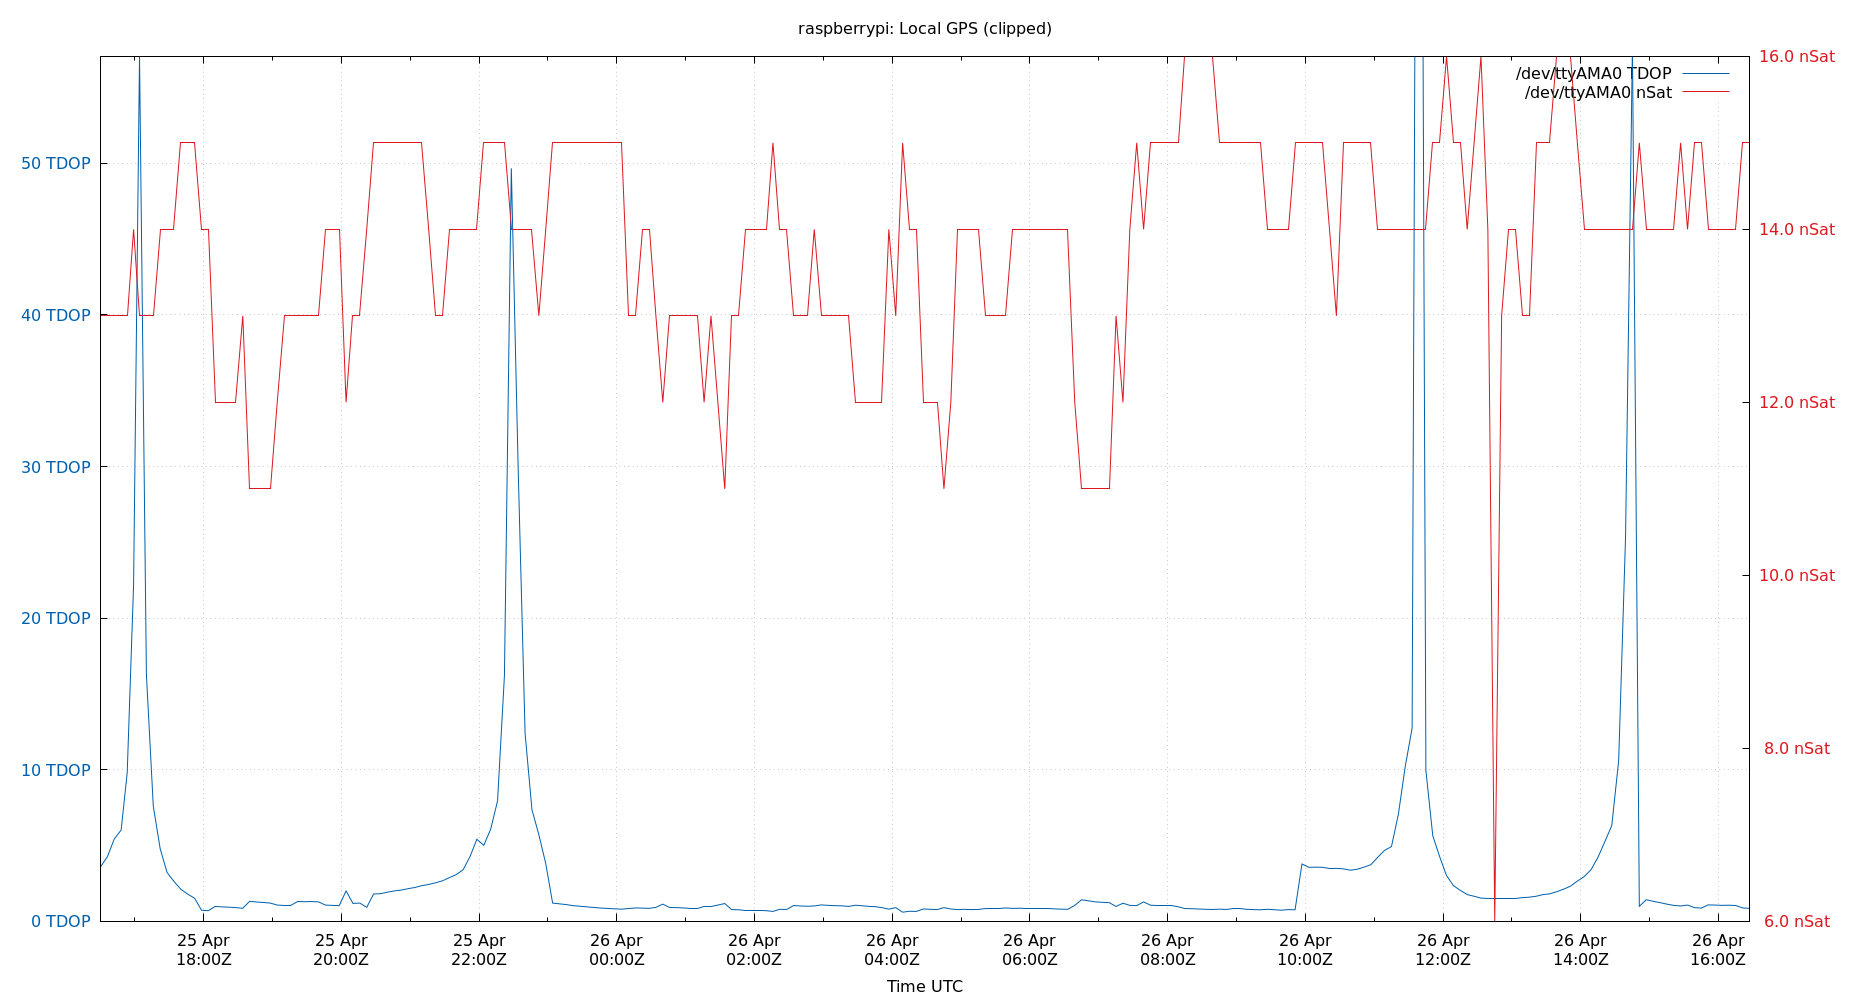 raspberrypi: Local GPS (clipped)
16.0 nSat
/dev/ttyAMA0 TDOP
/dev/ttyAMA0 nSat
50 TDOP
14.0 nSat
40 TDOP
12.0 nSat
30 TDOP
10.0 nSat
20 TDOP
8.0 nSat
10 TDOP
0 TDOP
6.0 nSat
25 Apr 25 Apr 25 Apr 26 Apr 26 Apr 26 Apr 26 Apr 26 Apr 26 Apr 26 Apr 26 Apr 26 Apr
18:00Z 20:00Z 22:00Z 00:00Z 02:00Z 04:00Z 06:00Z 08:00Z 10:00Z 12:00Z 14:00Z 16:00Z
Time UTC